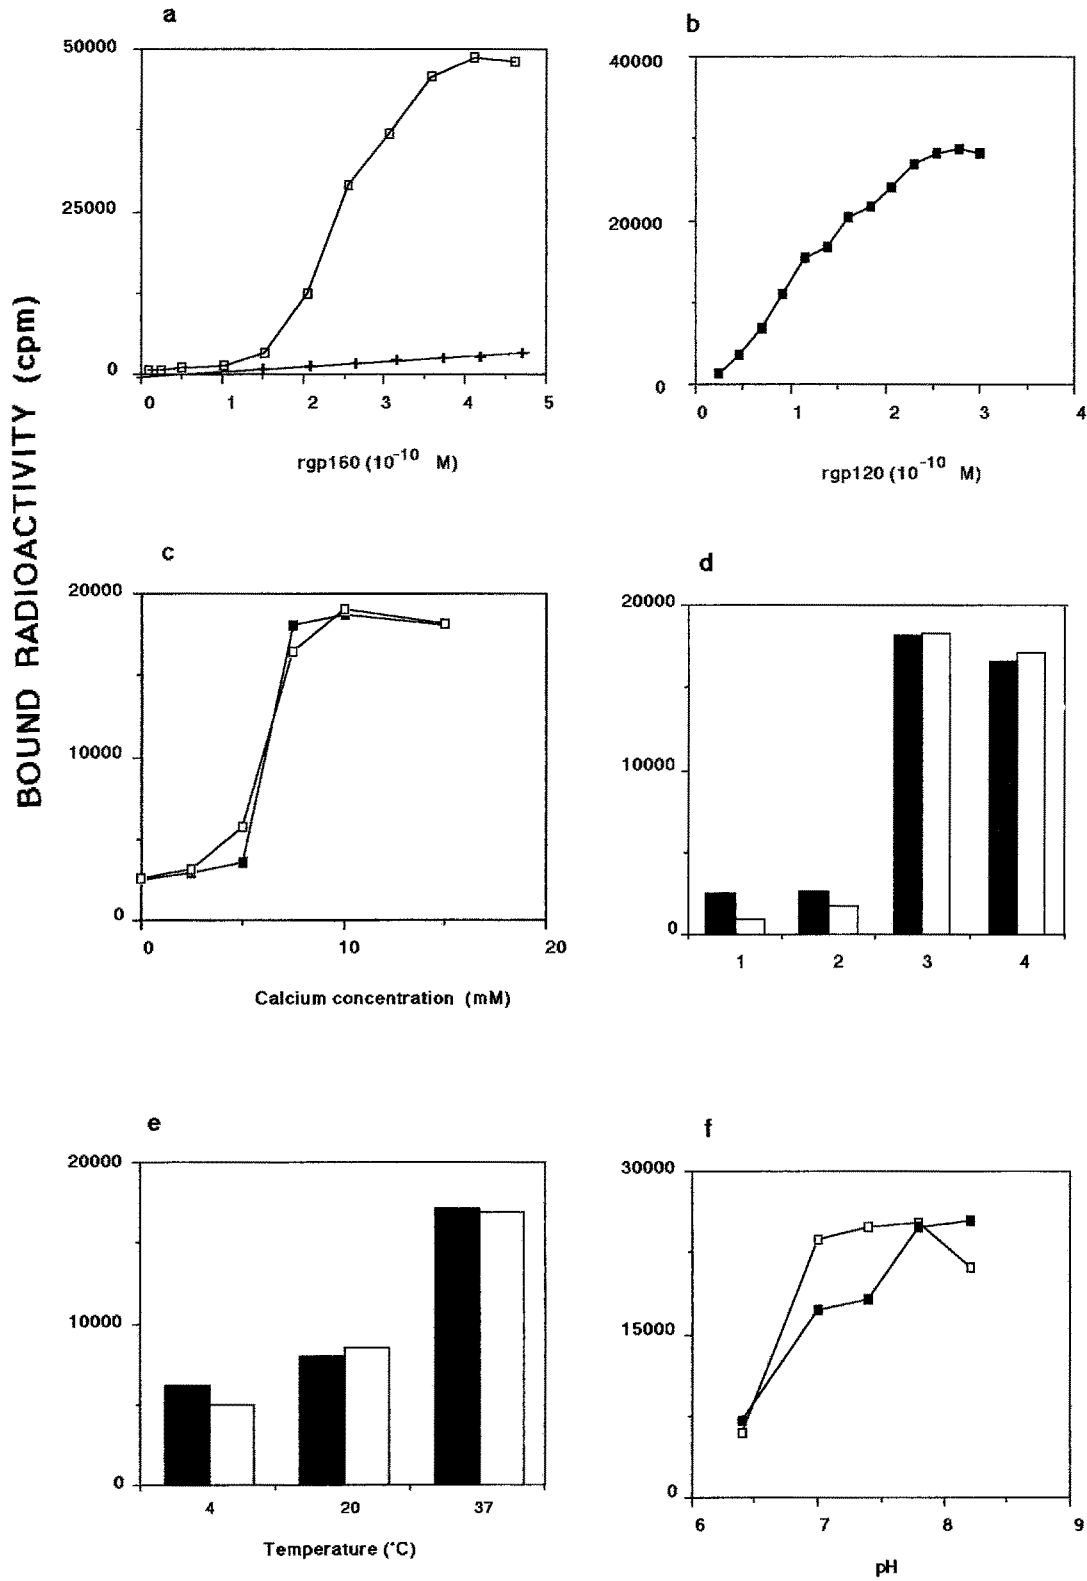 BOUND RADIOACTIVITY (cpm)
a
50000
25000
0
0 1 2 3 4 5
rgp160 (10⁻¹⁰ M)
b
40000
20000
0
0 1 2 3 4
rgp120 (10⁻¹⁰ M)
c
20000
10000
0
0 10 20
Calcium concentration (mM)
d
20000
10000
0
1 2 3 4
e
20000
10000
0
4 20 37
Temperature (°C)
f
30000
15000
0
6 7 8 9
pH